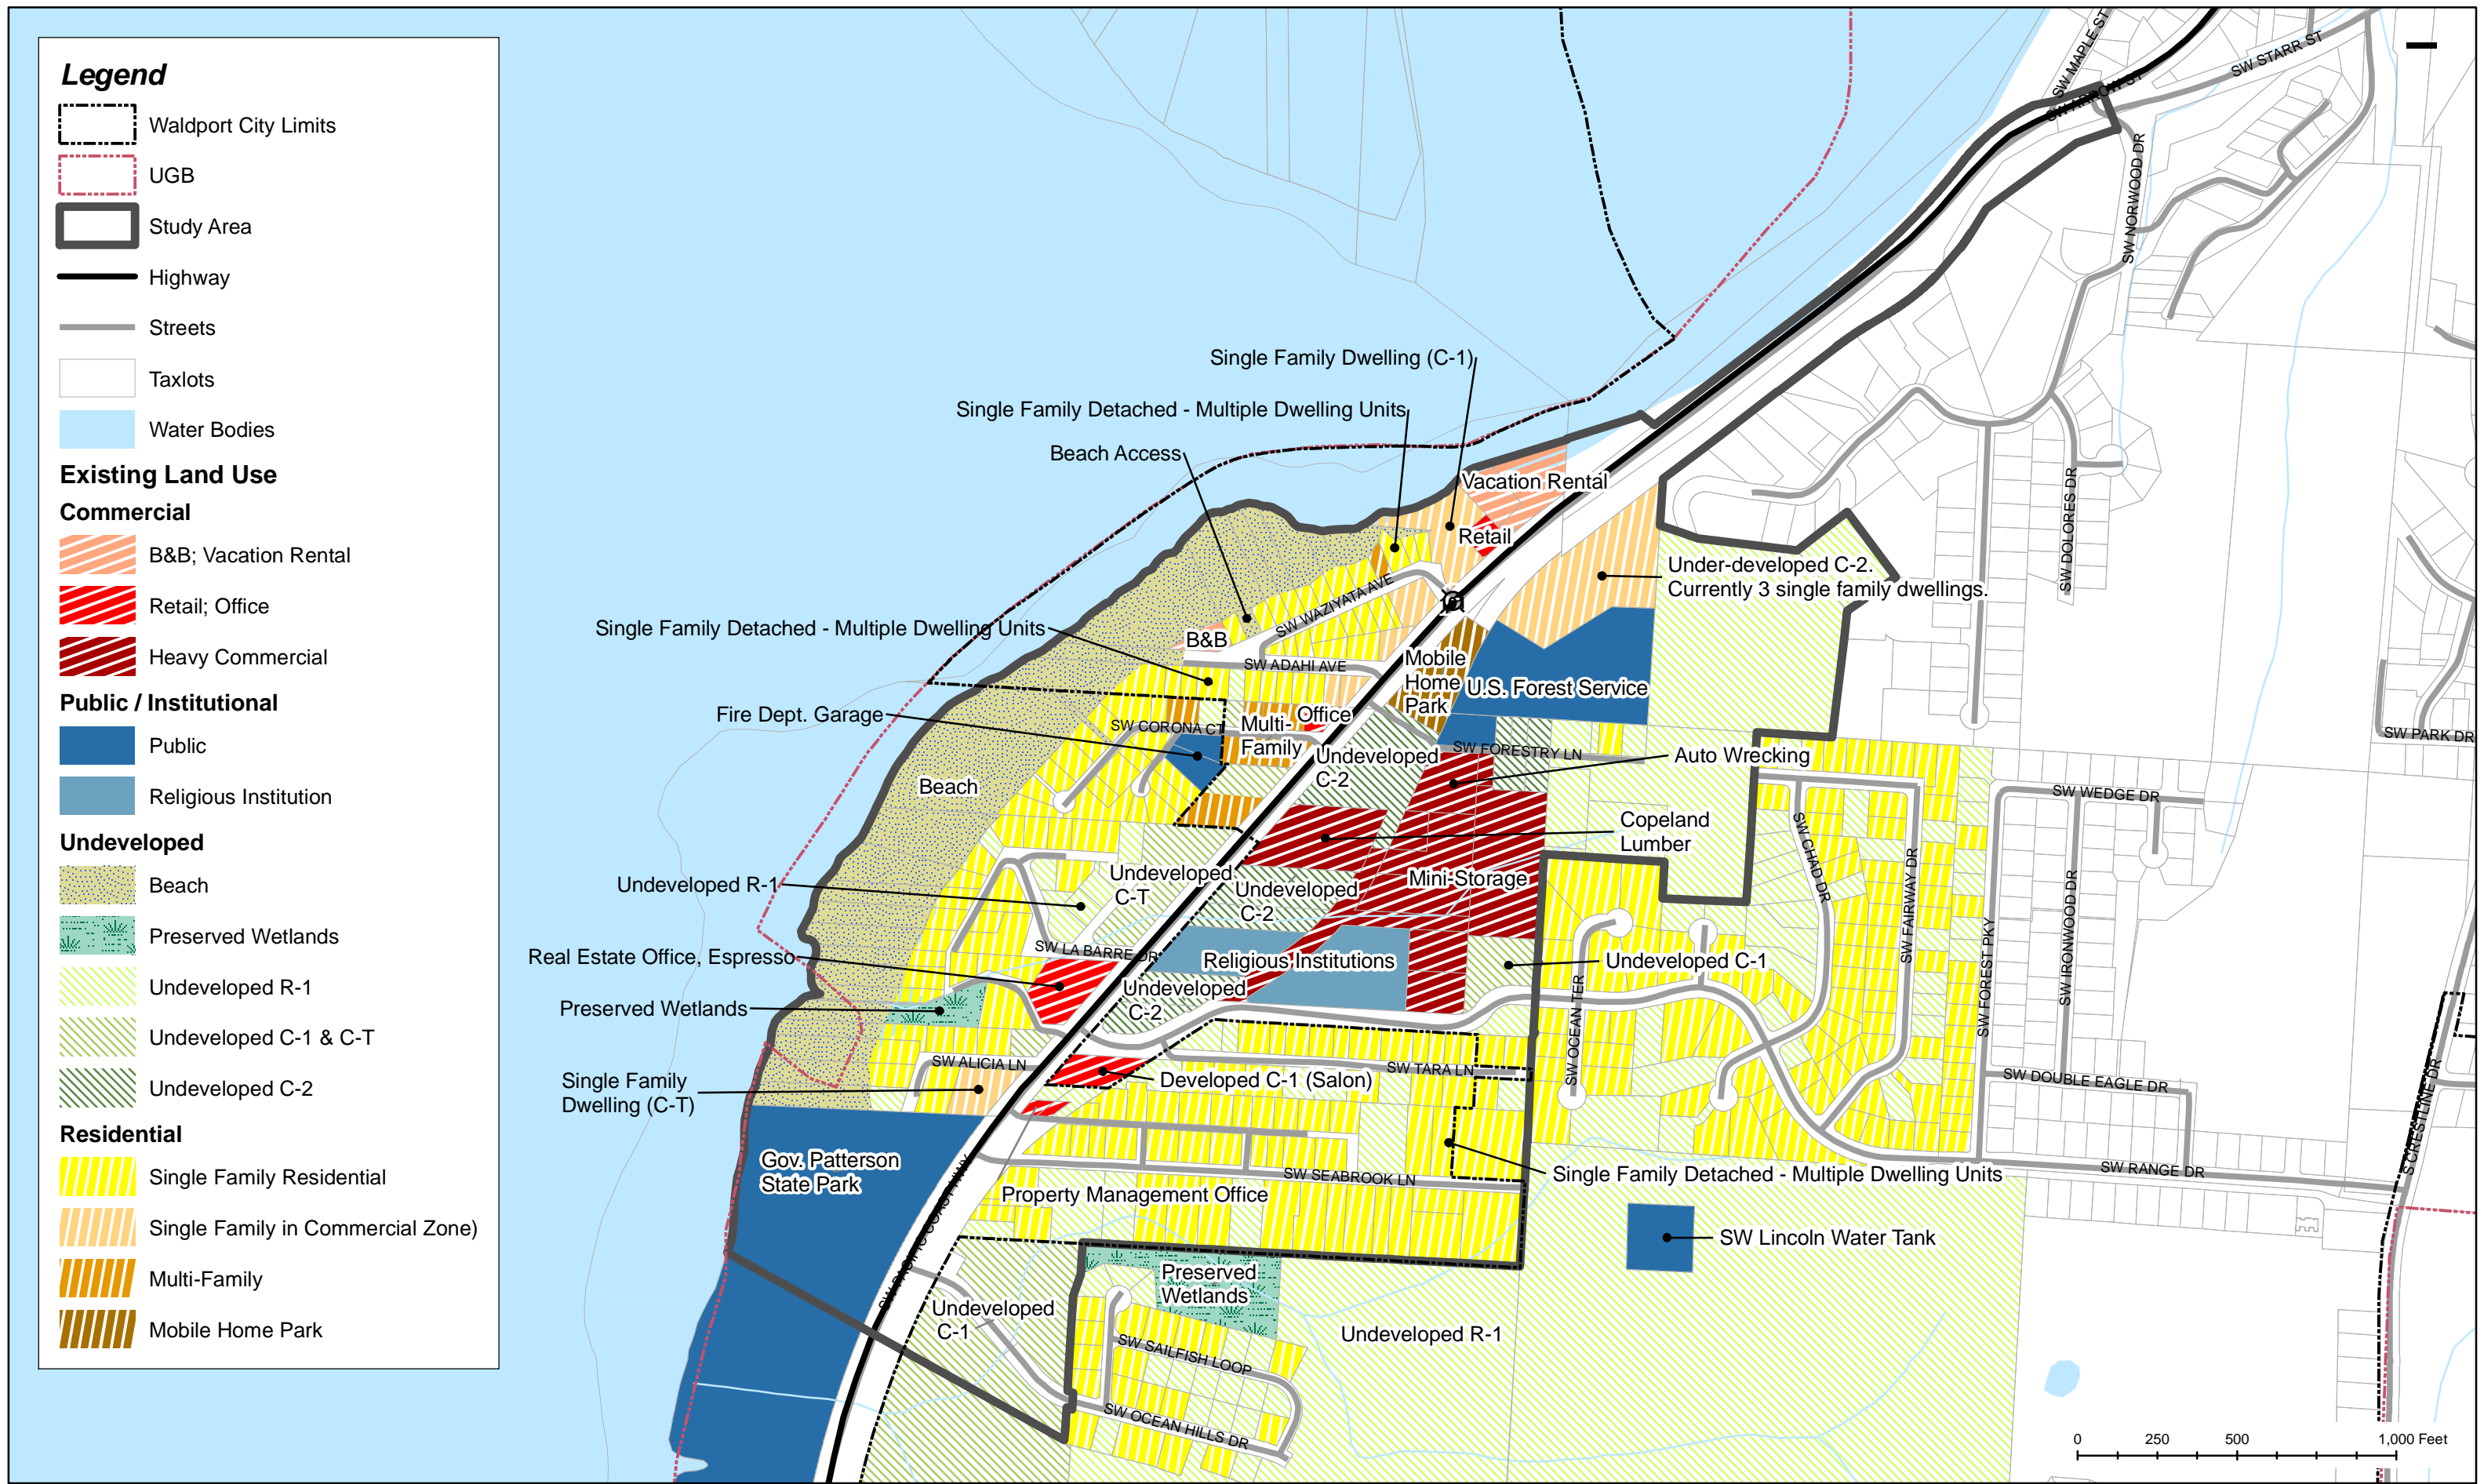 Legend
Waldport City Limits
UGB
Study Area
Highway
Streets
Taxlots
Water Bodies
Existing Land Use
Commercial
B&B; Vacation Rental
Retail; Office
Heavy Commercial
Public / Institutional
Public
Religious Institution
Undeveloped
Beach
Preserved Wetlands
Undeveloped R-1
Undeveloped C-1 & C-T
Undeveloped C-2
Residential
Single Family Residential
Single Family in Commercial Zone)
Multi-Family
Mobile Home Park
SW MAPLE ST
SW STARR ST
SW ARROW ST
SW NORWOOD DR
Single Family Dwelling (C-1)
Single Family Detached - Multiple Dwelling Units
Beach Access
Vacation Rental
Retail
SW DOLORES DR
Under-developed C-2.
Currently 3 single family dwellings.
SW WAZIYATA AVE
Single Family Detached - Multiple Dwelling Units
B&B
SW ADAHI AVE
Mobile
Home
Park
U.S. Forest Service
Fire Dept. Garage
SW CORONA CT
Multi-
Family
Office
Undeveloped
C-2
SW FORESTRY LN
Auto Wrecking
SW PARK DR
Beach
SW WEDGE DR
Copeland
Lumber
SW CHAD DR
SW FAIRWAY DR
Undeveloped R-1
Undeveloped
C-T
Undeveloped
C-2
Mini-Storage
SW IRONWOOD DR
SW FOREST PKY
Real Estate Office, Espresso
SW LA BARRE DR
Religious Institutions
Undeveloped C-1
Undeveloped
C-2
Preserved Wetlands
SW OCEAN TER
SW ALICIA LN
SW TARA LN
Single Family
Dwelling (C-T)
Developed C-1 (Salon)
SW DOUBLE EAGLE DR
S CRESTLINE DR
Gov. Patterson
State Park
SW SEABROOK LN
Single Family Detached - Multiple Dwelling Units
SW RANGE DR
Property Management Office
SW PACIFIC COAST HWY
SW Lincoln Water Tank
Preserved
Wetlands
Undeveloped
C-1
Undeveloped R-1
SW SAILFISH LOOP
SW OCEAN HILLS DR
0 250 500 1,000 Feet